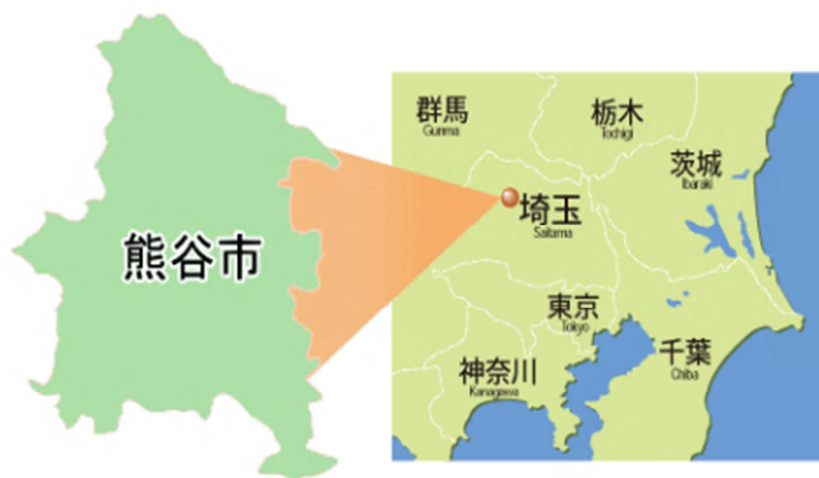 熊谷市
群馬
Gunma
栃木
Tochigi
茨城
Ibaraki
埼玉
Saitama
東京
Tokyo
千葉
Chiba
神奈川
Kanagawa